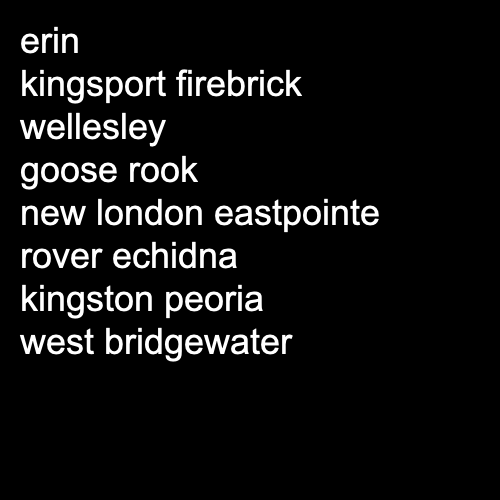 erin
kingsport firebrick
wellesley
goose rook
new london eastpointe
rover echidna
kingston peoria
west bridgewater